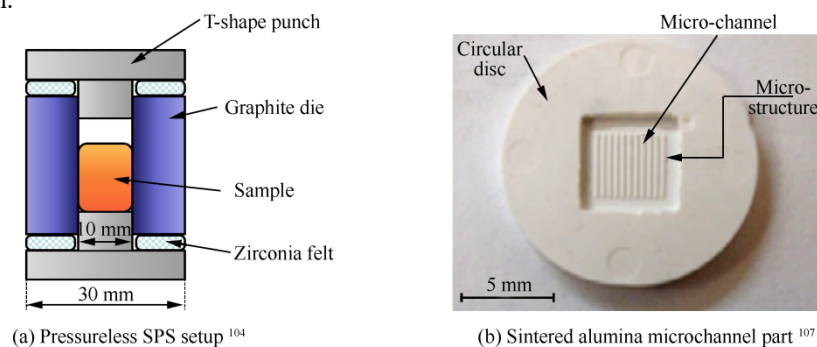 1.
T-shape punch
Graphite die
Sample
10 mm
Zirconia felt
30 mm
(a) Pressureless SPS setup 104
Micro-channel
Circular
disc
Micro-
structure
5 mm
(b) Sintered alumina microchannel part 107